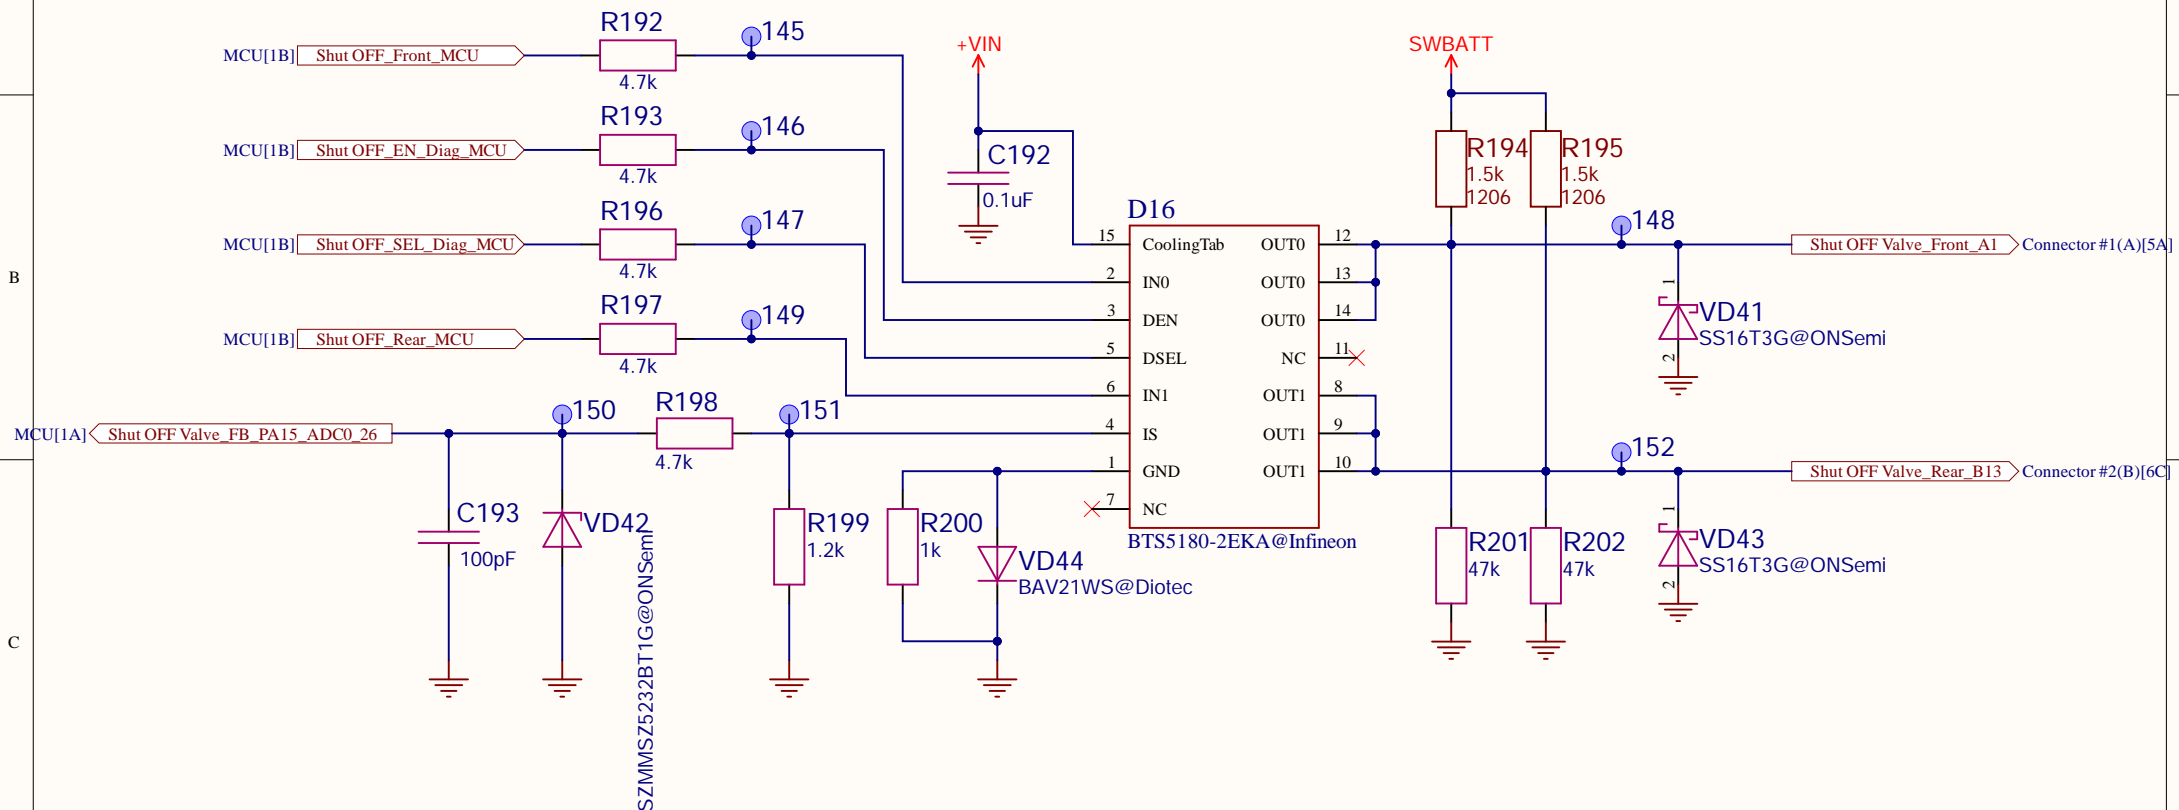 R192
145
MCU[1B]
Shut OFF_Front_MCU
4.7k
R193
146
MCU[1B]
Shut OFF_EN_Diag_MCU
4.7k
R196
147
MCU[1B]
Shut OFF_SEL_Diag_MCU
4.7k
R197
149
MCU[1B]
Shut OFF_Rear_MCU
4.7k
B
+VIN
C192
0.1uF
SWBATT
R194
1.5k
1206
R195
1.5k
1206
D16
15
CoolingTab
OUT0
12
2
IN0
OUT0
13
3
DEN
OUT0
14
5
DSEL
NC
11
6
IN1
OUT1
8
4
IS
OUT1
9
1
GND
OUT1
10
7
NC
BTS5180-2EKA@Infineon
148
Shut OFF Valve_Front_A1
Connector #1(A)[5A]
1
VD41
SS16T3G@ONSemi
2
152
Shut OFF Valve_Rear_B13
Connector #2(B)[6C]
1
VD43
SS16T3G@ONSemi
2
MCU[1A]
Shut OFF Valve_FB_PA15_ADC0_26
150
R198
4.7k
151
C193
100pF
VD42
SZMMSZ5232BT1G@ONSemi
R199
1.2k
R200
1k
VD44
BAV21WS@Diotec
R201
47k
R202
47k
C